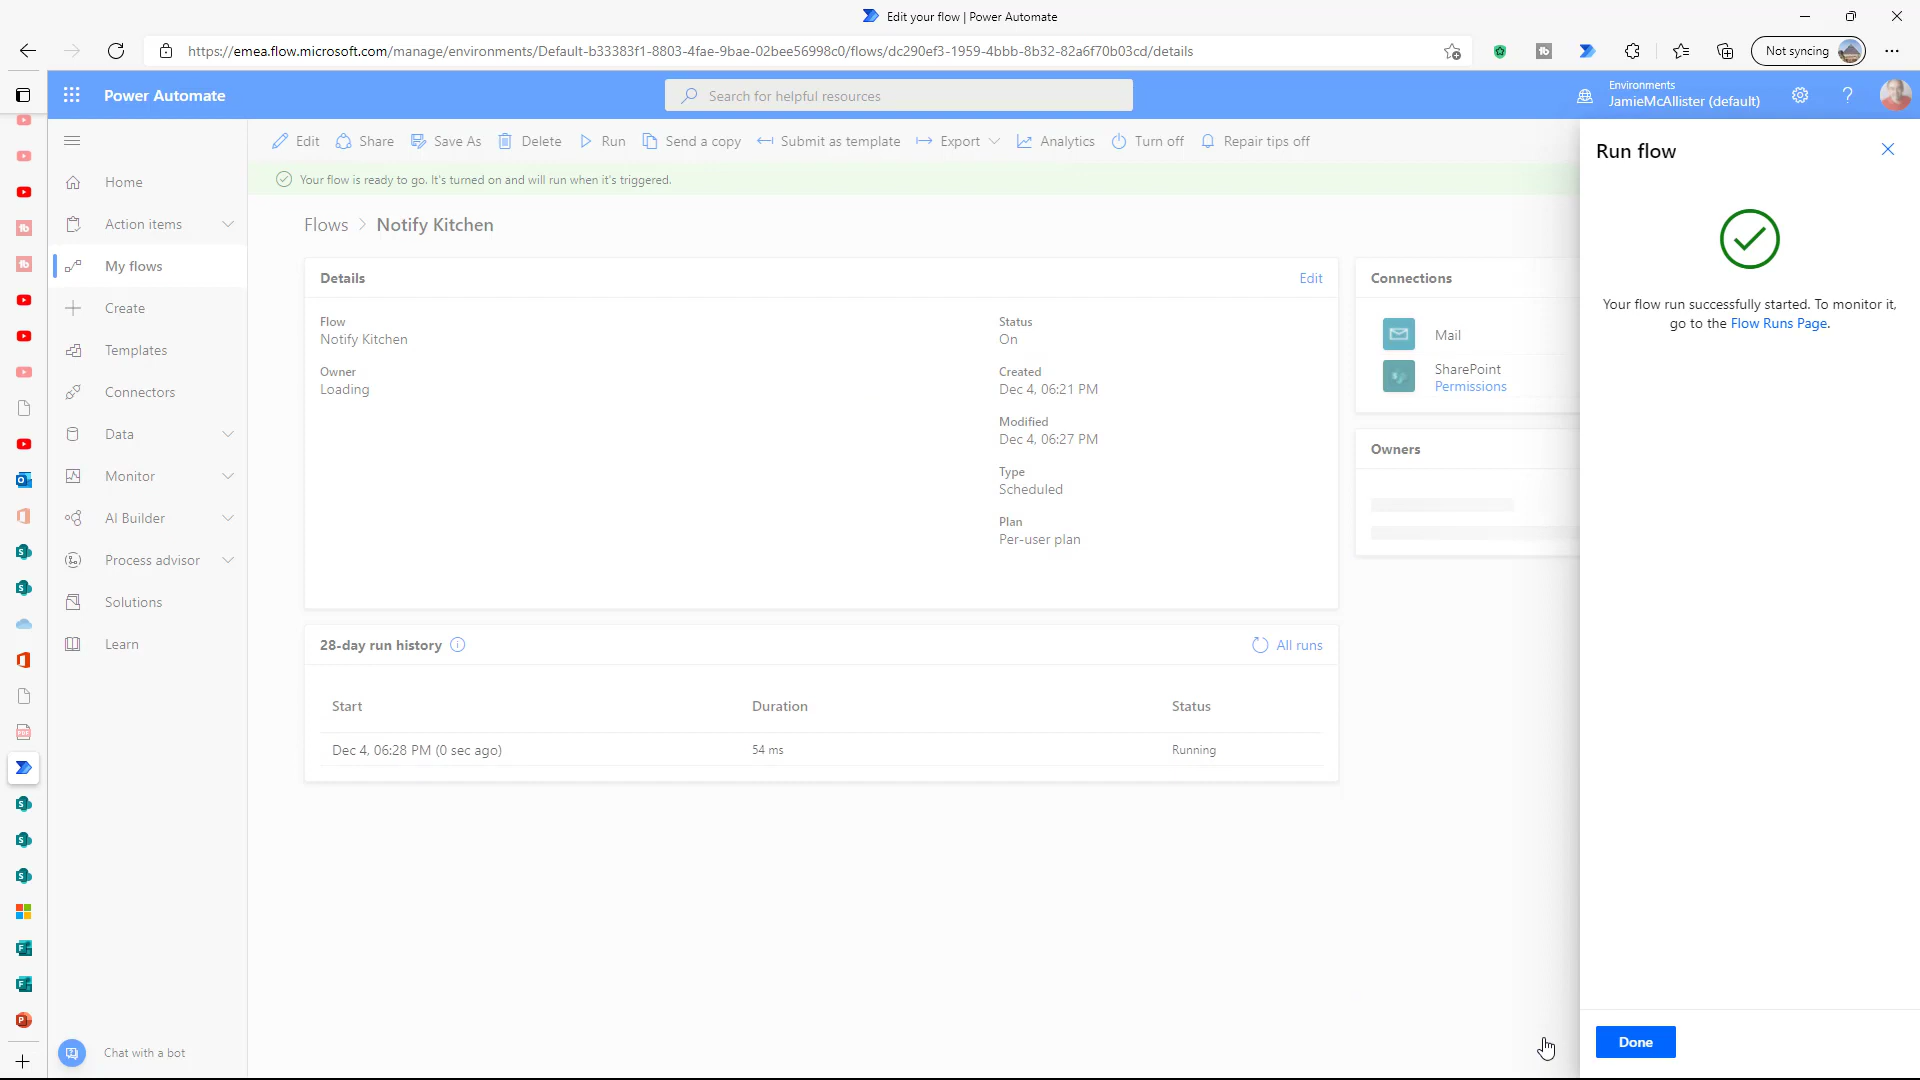 Edit your flow | Power Automate
https://emea.flow.microsoft.com/manage/environments/Default-b33383f1-8803-4fae-9bae-02bee56998c0/flows/dc290ef3-1959-4bbb-8b32-82a6f70b03cd/details
Not syncing
Power Automate
Search for helpful resources
Environments
JamieMcAllister (default)
Edit
Share
Save As
Delete
Run
Send a copy
Submit as template
Export
Analytics
Turn off
Repair tips off
Your flow is ready to go. It's turned on and will run when it's triggered.
Home
Action items
My flows
Create
Templates
Connectors
Data
Monitor
AI Builder
Process advisor
Solutions
Learn
Chat with a bot
Flows > Notify Kitchen
Details
Edit
Flow
Notify Kitchen
Owner
Loading
Status
On
Created
Dec 4, 06:21 PM
Modified
Dec 4, 06:27 PM
Type
Scheduled
Plan
Per-user plan
Connections
Mail
SharePoint
Permissions
Owners
28-day run history
All runs
Start Duration Status
Dec 4, 06:28 PM (0 sec ago) 54 ms Running
Run flow
Your flow run successfully started. To monitor it,
go to the Flow Runs Page.
Done